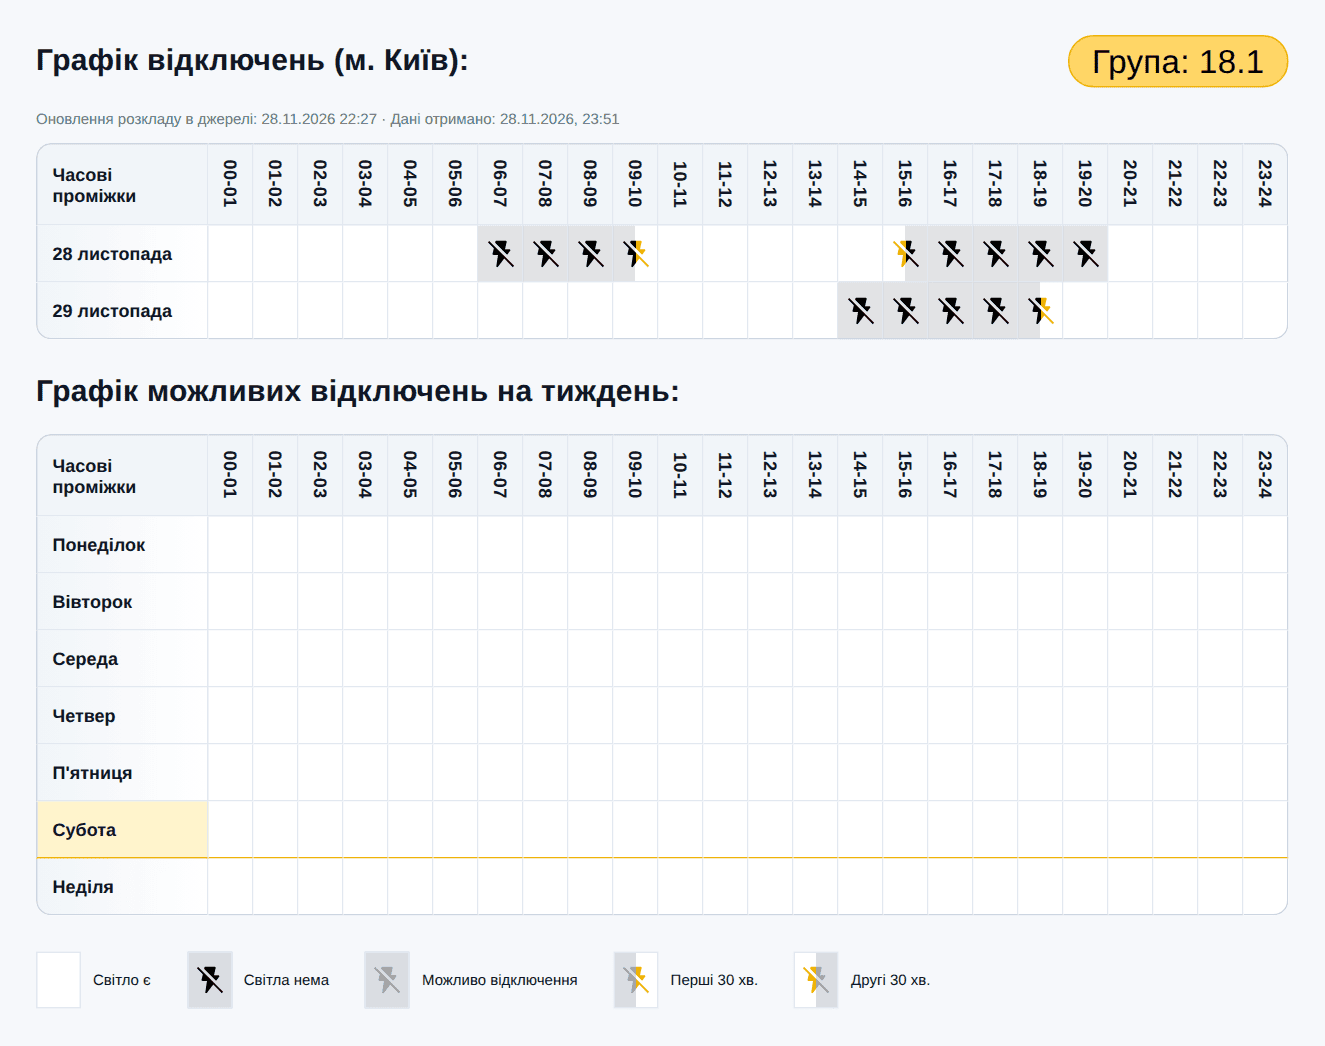 Графік відключень (м. Київ):
Група: 18.1
Оновлення розкладу в джерелі: 28.11.2026 22:27 · Дані отримано: 28.11.2026, 23:51
Часові проміжки 00-01 01-02 02-03 03-04 04-05 05-06 06-07 07-08 08-09 09-10 10-11 11-12 12-13 13-14 14-15 15-16 16-17 17-18 18-19 19-20 20-21 21-22 22-23 23-24
28 листопада
29 листопада
Графік можливих відключень на тиждень:
Часові проміжки 00-01 01-02 02-03 03-04 04-05 05-06 06-07 07-08 08-09 09-10 10-11 11-12 12-13 13-14 14-15 15-16 16-17 17-18 18-19 19-20 20-21 21-22 22-23 23-24
Понеділок
Вівторок
Середа
Четвер
П'ятниця
Субота
Неділя
Світло є Світла нема Можливо відключення Перші 30 хв. Другі 30 хв.